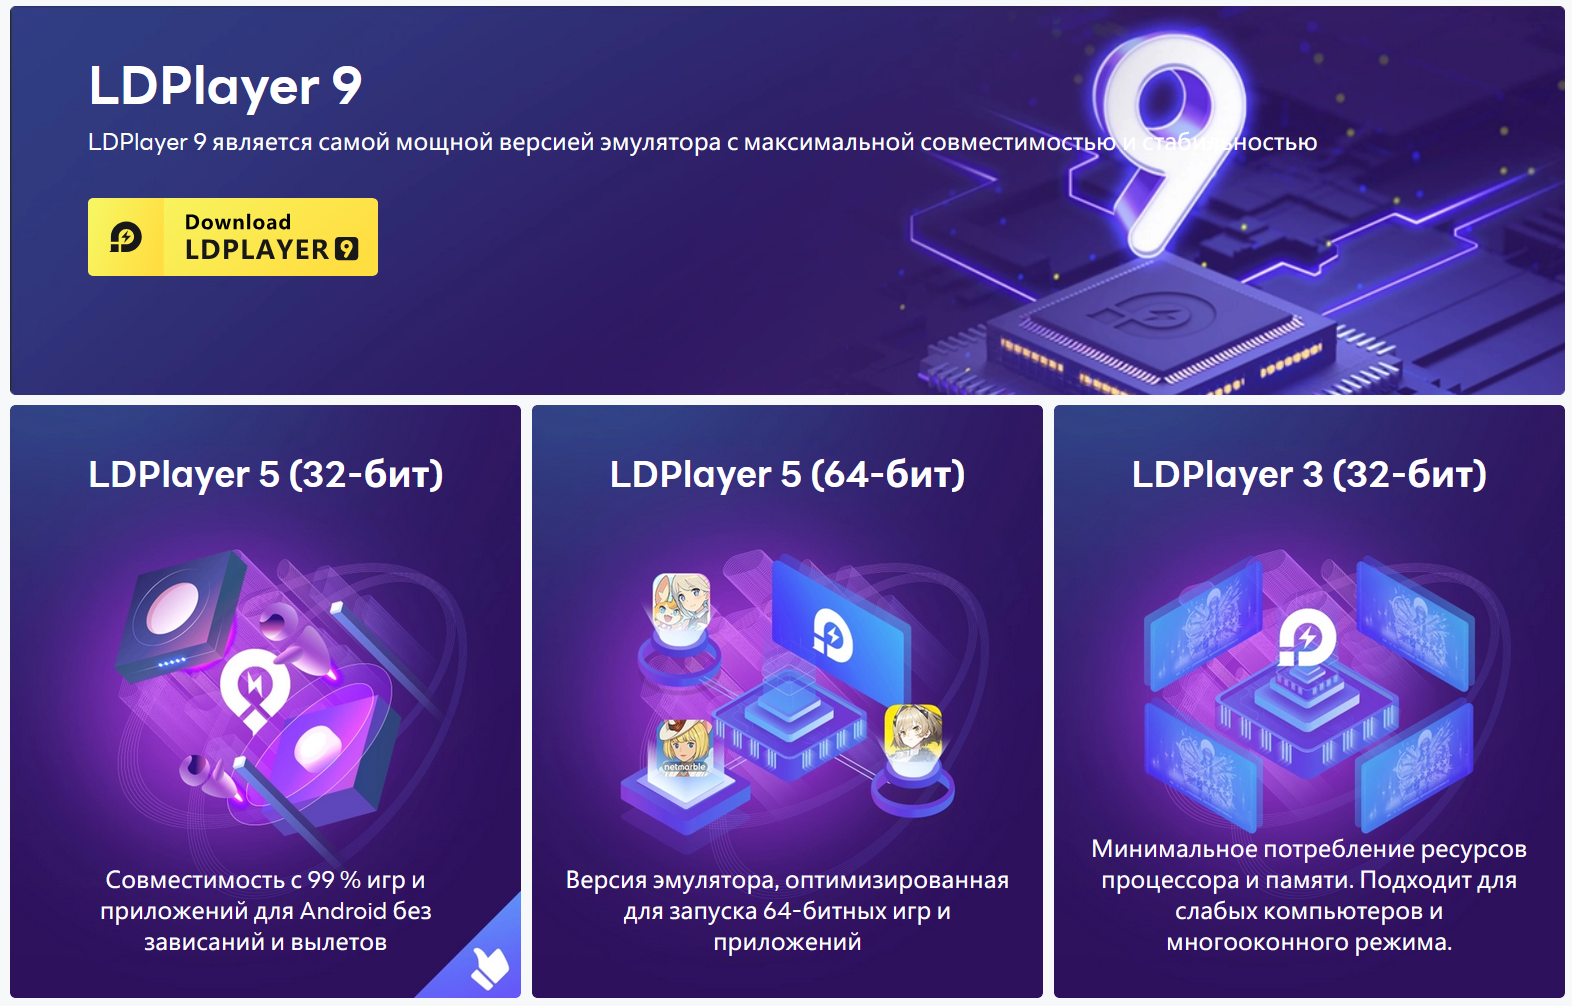 LDPlayer 9
LDPlayer 9 является самой мощной версией эмулятора с максимальной совместимостью и стабильностью
Download
LDPLAYER 9
9
LDPlayer 5 (32-бит)
Совместимость с 99 % игр и
приложений для Android без
зависаний и вылетов
LDPlayer 5 (64-бит)
netmarble
Версия эмулятора, оптимизированная
для запуска 64-битных игр и
приложений
LDPlayer 3 (32-бит)
Минимальное потребление ресурсов
процессора и памяти. Подходит для
слабых компьютеров и
многооконного режима.